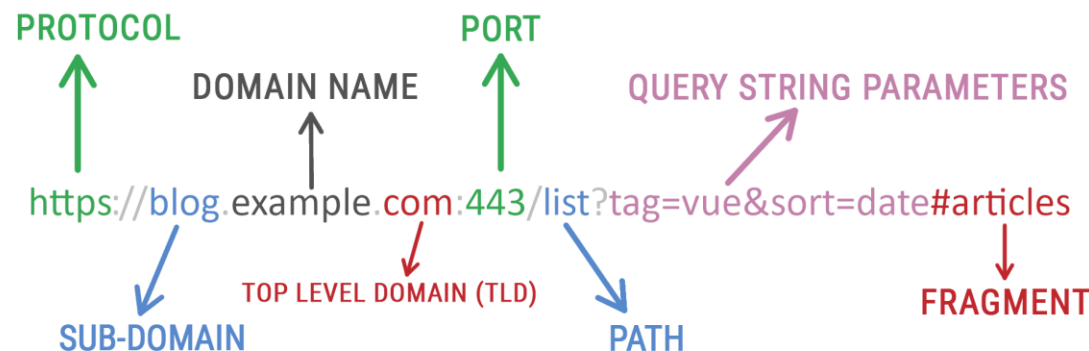 PROTOCOL
PORT
DOMAIN NAME
QUERY STRING PARAMETERS
https://blog.example.com:443/list?tag=vue&sort=date#articles
TOP LEVEL DOMAIN (TLD)
FRAGMENT
SUB-DOMAIN
PATH